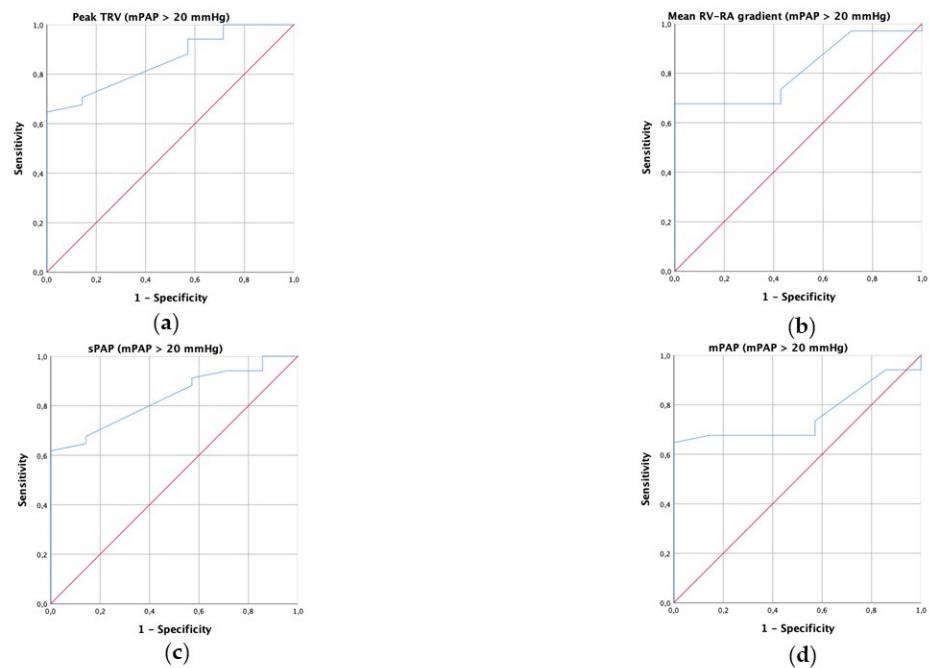 Peak TRV (mPAP > 20 mmHg)
1,0
0,8
0,6
0,4
0,2
0,0
Sensitivity
0,0 0,2 0,4 0,6 0,8 1,0
1 - Specificity
(a)
Mean RV-RA gradient (mPAP > 20 mmHg)
1,0
0,8
0,6
0,4
0,2
0,0
Sensitivity
0,0 0,2 0,4 0,6 0,8 1,0
1 - Specificity
(b)
sPAP (mPAP > 20 mmHg)
1,0
0,8
0,6
0,4
0,2
0,0
Sensitivity
0,0 0,2 0,4 0,6 0,8 1,0
1 - Specificity
(c)
mPAP (mPAP > 20 mmHg)
1,0
0,8
0,6
0,4
0,2
0,0
Sensitivity
0,0 0,2 0,4 0,6 0,8 1,0
1 - Specificity
(d)